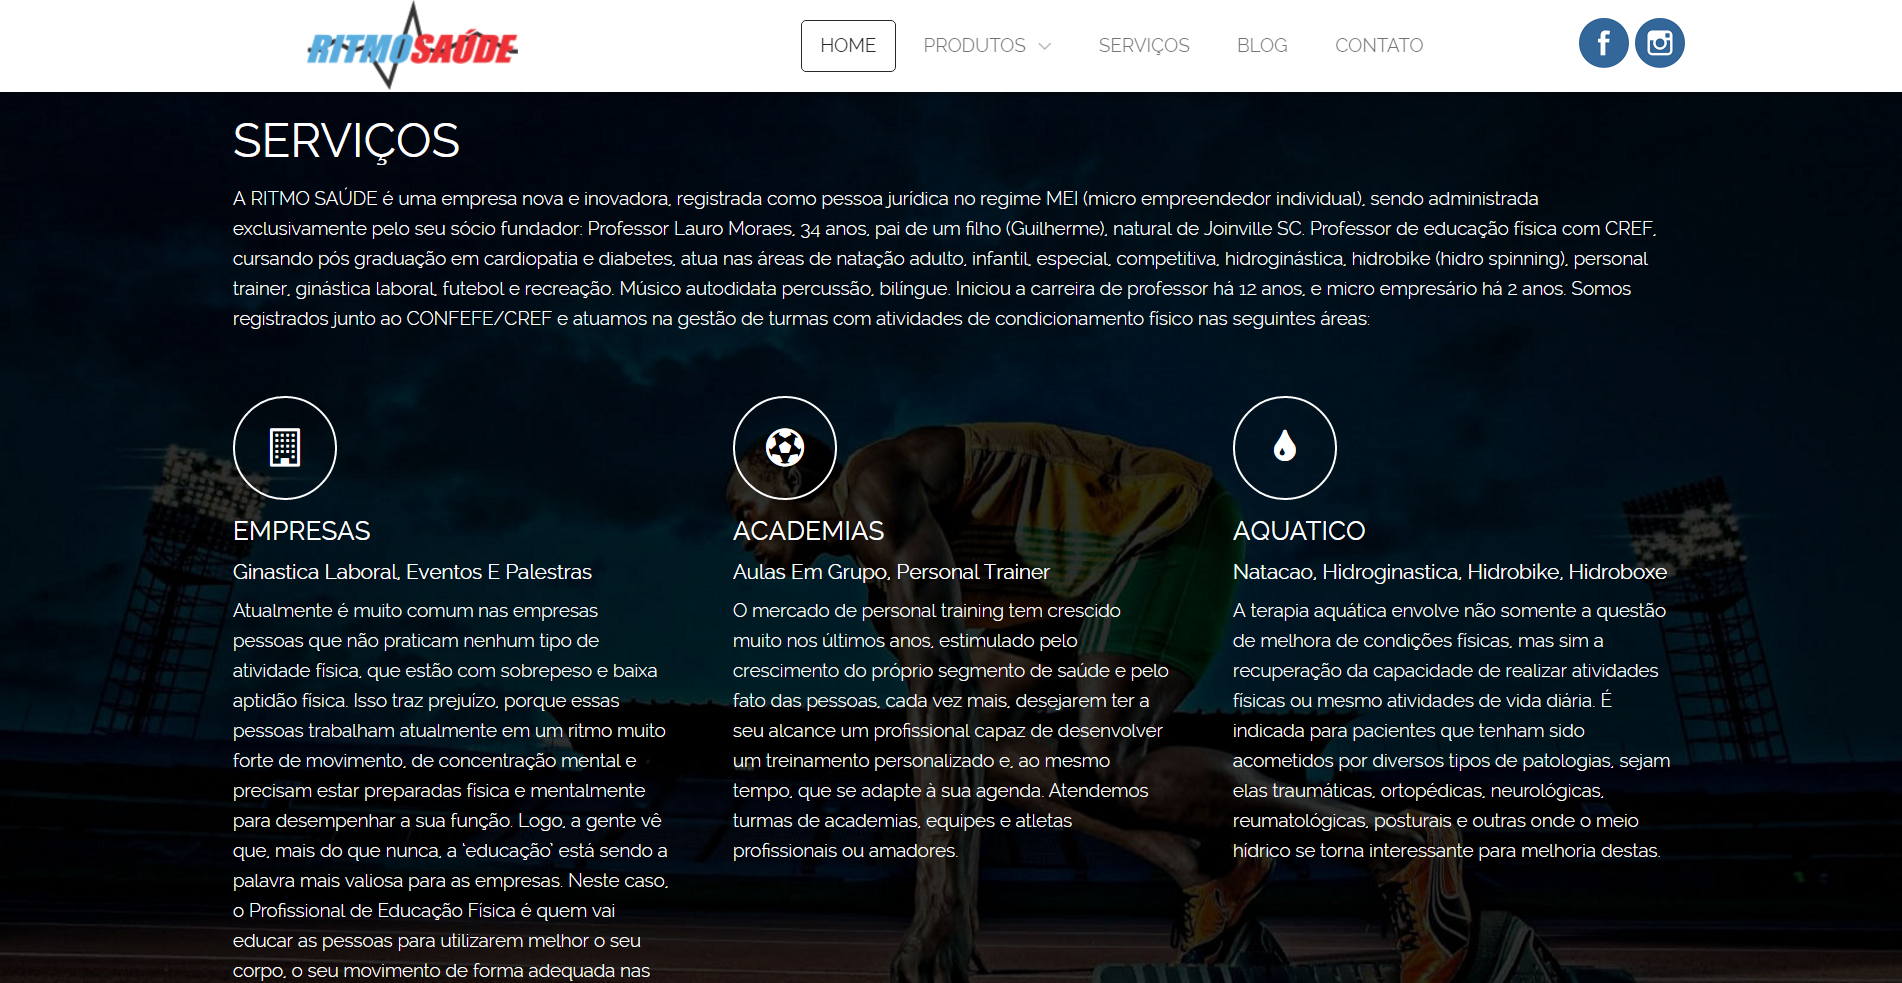 RITMOSAÚDE
HOME
PRODUTOS
SERVIÇOS
BLOG
CONTATO
SERVIÇOS
A RITMO SAÚDE é uma empresa nova e inovadora, registrada como pessoa jurídica no regime MEI (micro empreendedor individual), sendo administrada
exclusivamente pelo seu sócio fundador: Professor Lauro Moraes, 34 anos, pai de um filho (Guilherme), natural de Joinville SC. Professor de educação física com CREF,
cursando pós graduação em cardiopatia e diabetes, atua nas áreas de natação adulto, infantil, especial, competitiva, hidroginástica, hidrobike (hidro spinning), personal
trainer, ginástica laboral, futebol e recreação. Músico autodidata percussão, bilíngue. Iniciou a carreira de professor há 12 anos, e micro empresário há 2 anos. Somos
registrados junto ao CONFEFE/CREF e atuamos na gestão de turmas com atividades de condicionamento físico nas seguintes áreas:
EMPRESAS
Ginastica Laboral, Eventos E Palestras
Atualmente é muito comum nas empresas
pessoas que não praticam nenhum tipo de
atividade física, que estão com sobrepeso e baixa
aptidão física. Isso traz prejuízo, porque essas
pessoas trabalham atualmente em um ritmo muito
forte de movimento, de concentração mental e
precisam estar preparadas física e mentalmente
para desempenhar a sua função. Logo, a gente vê
que, mais do que nunca, a ‘educação’ está sendo a
palavra mais valiosa para as empresas. Neste caso,
o Profissional de Educação Física é quem vai
educar as pessoas para utilizarem melhor o seu
corpo, o seu movimento de forma adequada nas
ACADEMIAS
Aulas Em Grupo, Personal Trainer
O mercado de personal training tem crescido
muito nos últimos anos, estimulado pelo
crescimento do próprio segmento de saúde e pelo
fato das pessoas, cada vez mais, desejarem ter a
seu alcance um profissional capaz de desenvolver
um treinamento personalizado e, ao mesmo
tempo, que se adapte à sua agenda. Atendemos
turmas de academias, equipes e atletas
profissionais ou amadores.
AQUATICO
Natacao, Hidroginastica, Hidrobike, Hidroboxe
A terapia aquática envolve não somente a questão
de melhora de condições físicas, mas sim a
recuperação da capacidade de realizar atividades
físicas ou mesmo atividades de vida diária. É
indicada para pacientes que tenham sido
acometidos por diversos tipos de patologias, sejam
elas traumáticas, ortopédicas, neurológicas,
reumatológicas, posturais e outras onde o meio
hídrico se torna interessante para melhoria destas.